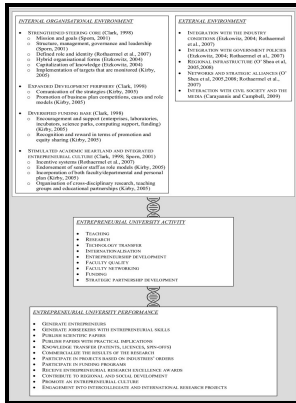 INTERNAL ORGANISATIONAL ENVIRONMENT
• STRENGTHENED STEERING CORE (Clark, 1998)
o Mission and goals (Sporn, 2001)
o Structure, management, governance and leadership
(Sporn, 2001)
o Defined role and identity (Rothaermel et al., 2007)
o Hybrid organisational forms (Etzkowitz, 2004)
o Capitalization of knowledge (Etzkowitz, 2004)
o Implementation of targets that are monitored (Kirby,
2005)
• EXPANDED DEVELOPMENT PERIPHERY (Clark, 1998)
o Communication of the strategies (Kirby, 2005)
o Promotion of business plan competitions, cases and role
models (Kirby, 2005)
• DIVERSIFIED FUNDING BASE (Clark, 1998)
o Encouragement and support (enterprises, laboratories,
incubators, science parks, computing support, funding)
(Kirby, 2005)
o Recognition and reward in terms of promotion and
equity sharing (Kirby, 2005)
• STIMULATED ACADEMIC HEARTLAND AND INTEGRATED
ENTREPRENEURIAL CULTURE (Clark, 1998; Sporn, 2001)
o Incentive systems (Rothaermel et al., 2007)
o Endorsement of senior staff as role models (Kirby, 2005)
o Incorporation of both faculty/departmental and personal
plan (Kirby, 2005)
o Organisation of cross-disciplinary research, teaching
groups and educational partnerships (Kirby, 2005)
EXTERNAL ENVIRONMENT
• INTEGRATION WITH THE INDUSTRY
CONDITIONS (Etzkowitz, 2004; Rothaermel
et al., 2007)
• INTEGRATION WITH GOVERNMENT POLICIES
(Etzkowitz, 2004; Rothaermel et al., 2007)
• REGIONAL INFRASTRUCTURE (O' Shea et al,
2005,2008)
• NETWORKS AND STRATEGIC ALLIANCES (O'
Shea et al., 2005,2008;Rothaermel et al.,
2007)
• INTERACTION WITH CIVIL SOCIETY AND THE
MEDIA (Carayannis and Campbell, 2009)
ENTREPRENEURIAL UNIVERSITY ACTIVITY
• TEACHING
• RESEARCH
• TECHNOLOGY TRANSFER
• INTERNATIONALISATION
• ENTREPRENEURSHIP DEVELOPMENT
• FACULTY QUALITY
• FACULTY NETWORKING
• FUNDING
• STRATEGIC PARTNERSHIP DEVELOPMENT
ENTREPRENEURIAL UNIVERSITY PERFORMANCE
• GENERATE ENTREPRENEURS
• GENERATE JOBSEEKERS WITH ENTREPRENEURIAL SKILLS
• PUBLISH SCIENTIFIC PAPERS
• PUBLISH PAPERS WITH PRACTICAL IMPLICATIONS
• KNOWLEDGE TRANSFER (PATENTS, LICENCES, SPIN-OFFS)
• COMMERCIALIZE THE RESULTS OF THE RESEARCH
• PARTICIPATE IN PROJECTS BASED ON INDUSTRIES' ORDERS
• PARTICIPATE IN FUNDING PROGRAMS
• RECEIVE ENTREPRENEURIAL RESEARCH EXCELLENCE AWARDS
• CONTRIBUTE TO REGIONAL AND SOCIAL DEVELOPMENT
• PROMOTE AN ENTREPRENEURIAL CULTURE
• ENGAGEMENT INTO INTERCOLLEGIATE AND INTERNATIONAL RESEARCH PROJECTS